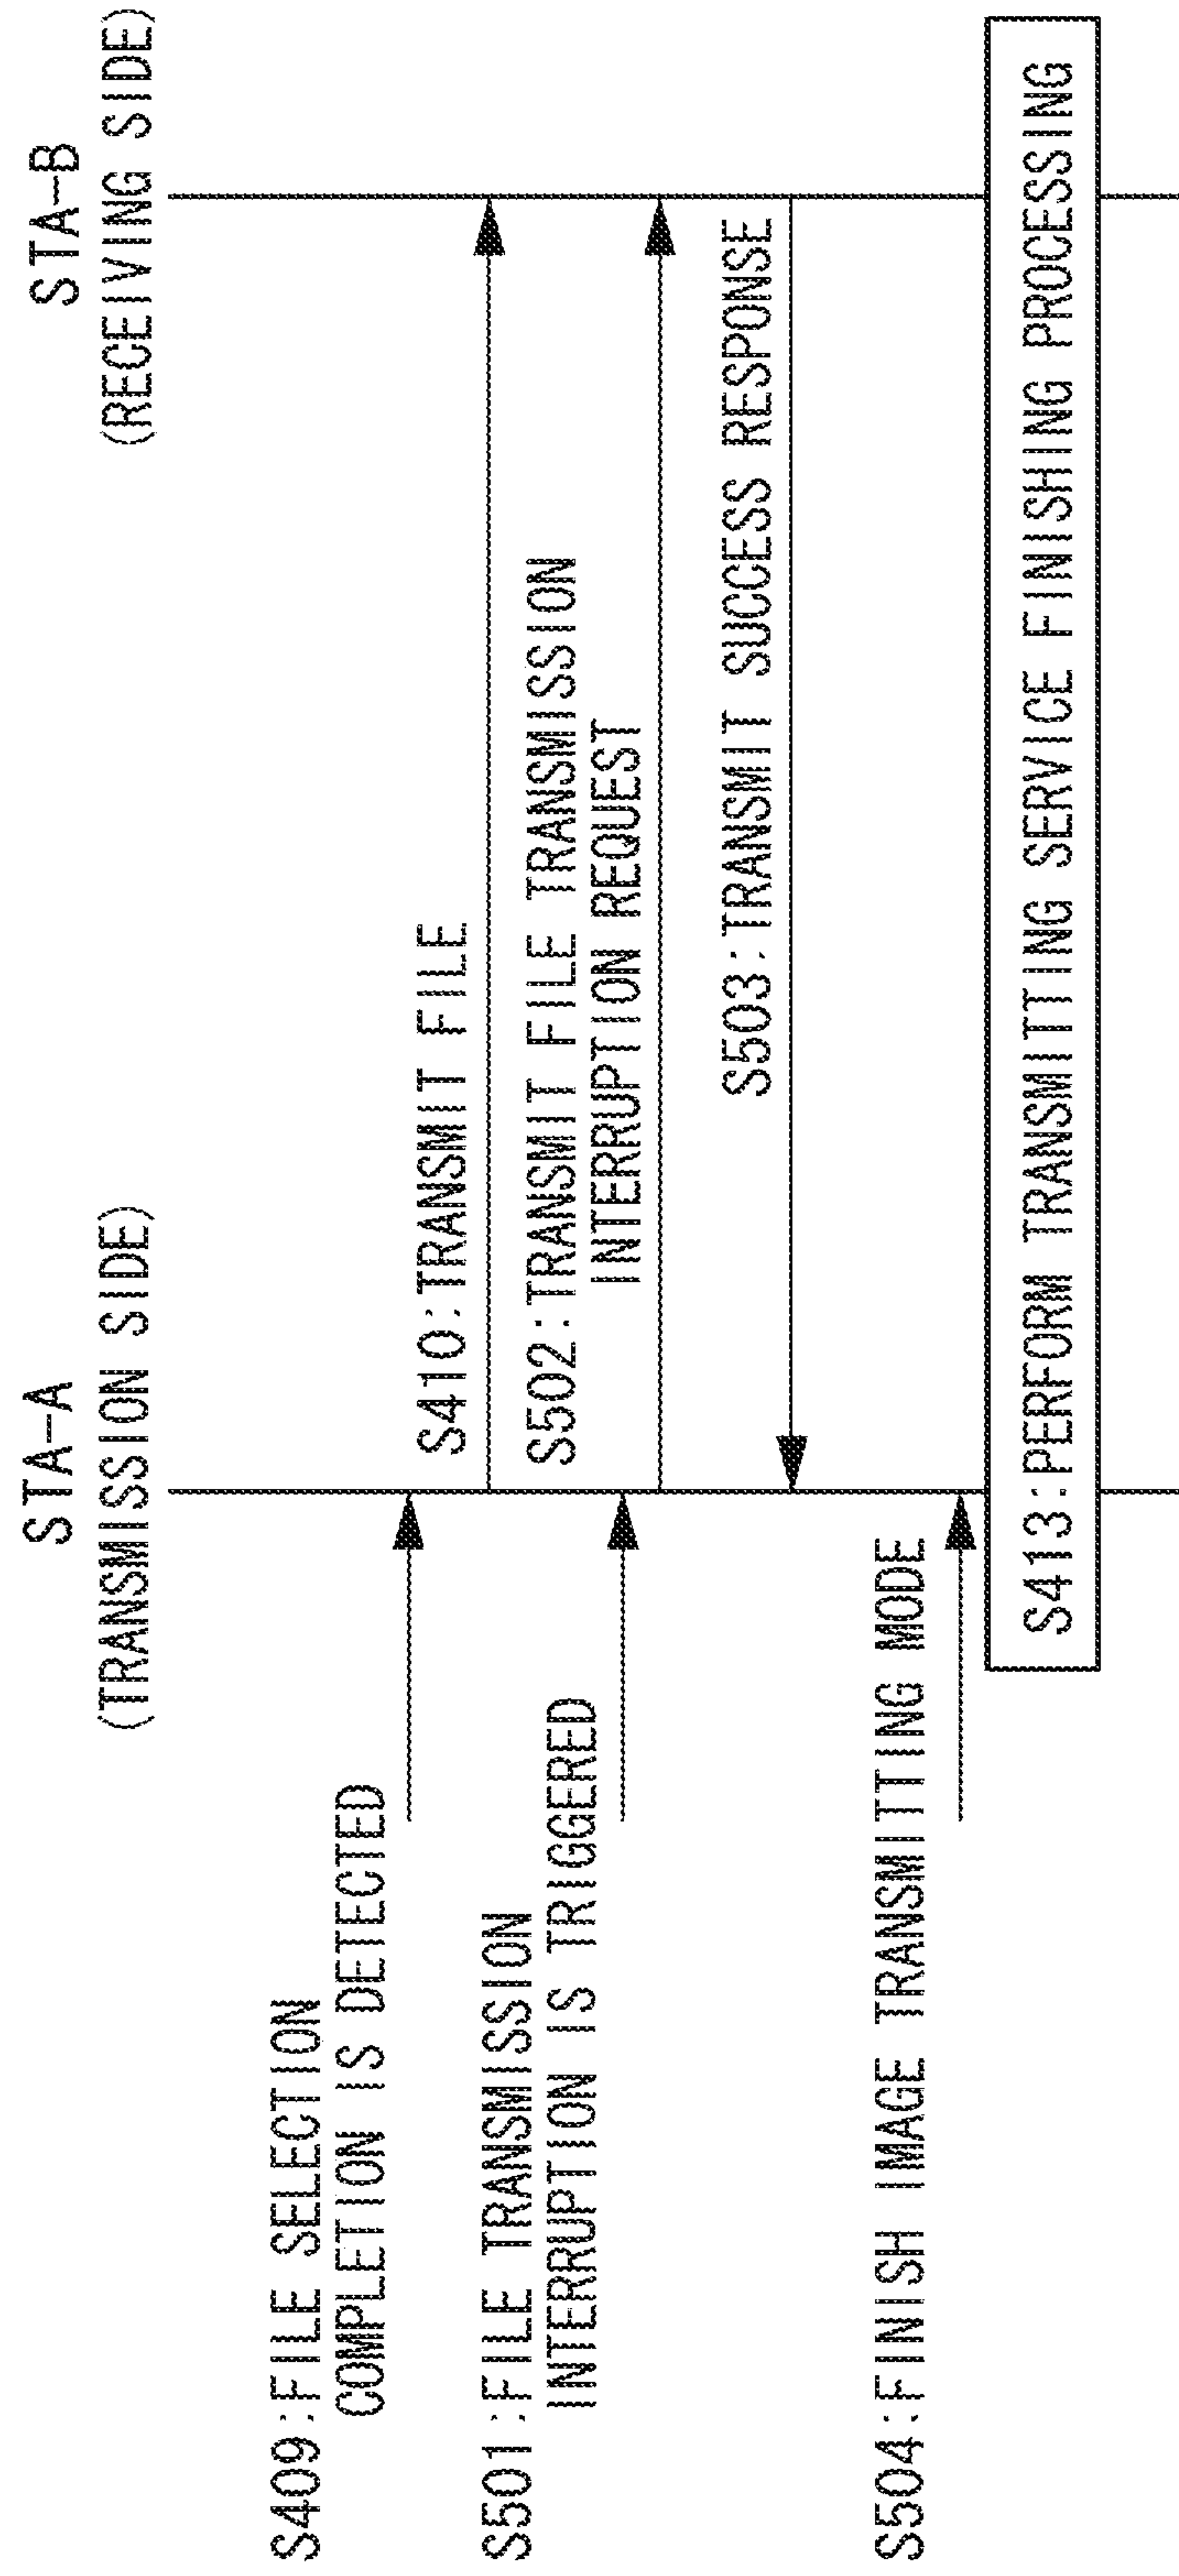 STA-A
(TRANSMISSION SIDE)
STA-B
(RECEIVING SIDE)
S409:FILE SELECTION
COMPLETION IS DETECTED
S410:TRANSMIT FILE
S501:FILE TRANSMISSION
INTERRUPTION IS TRIGGERED
S502:TRANSMIT FILE TRANSMISSION
INTERRUPTION REQUEST
S503:TRANSMIT SUCCESS RESPONSE
S504:FINISH IMAGE TRANSMITTING MODE
S413:PERFORM TRANSMITTING SERVICE FINISHING PROCESSING